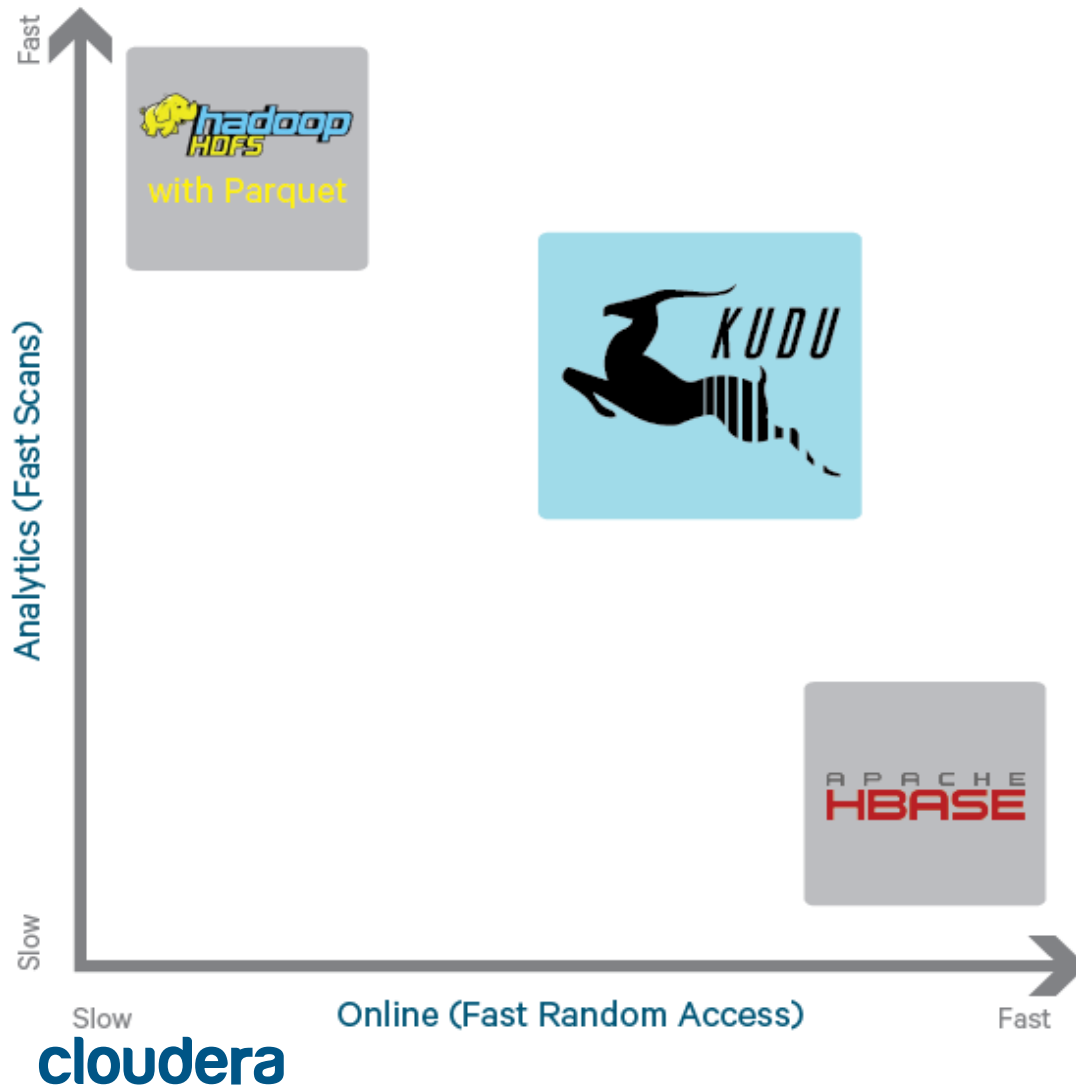 Fast
hadoop
HDFS
with Parquet
KUDU
Analytics (Fast Scans)
APACHE
HBASE
Slow
Slow
Online (Fast Random Access)
Fast
cloudera